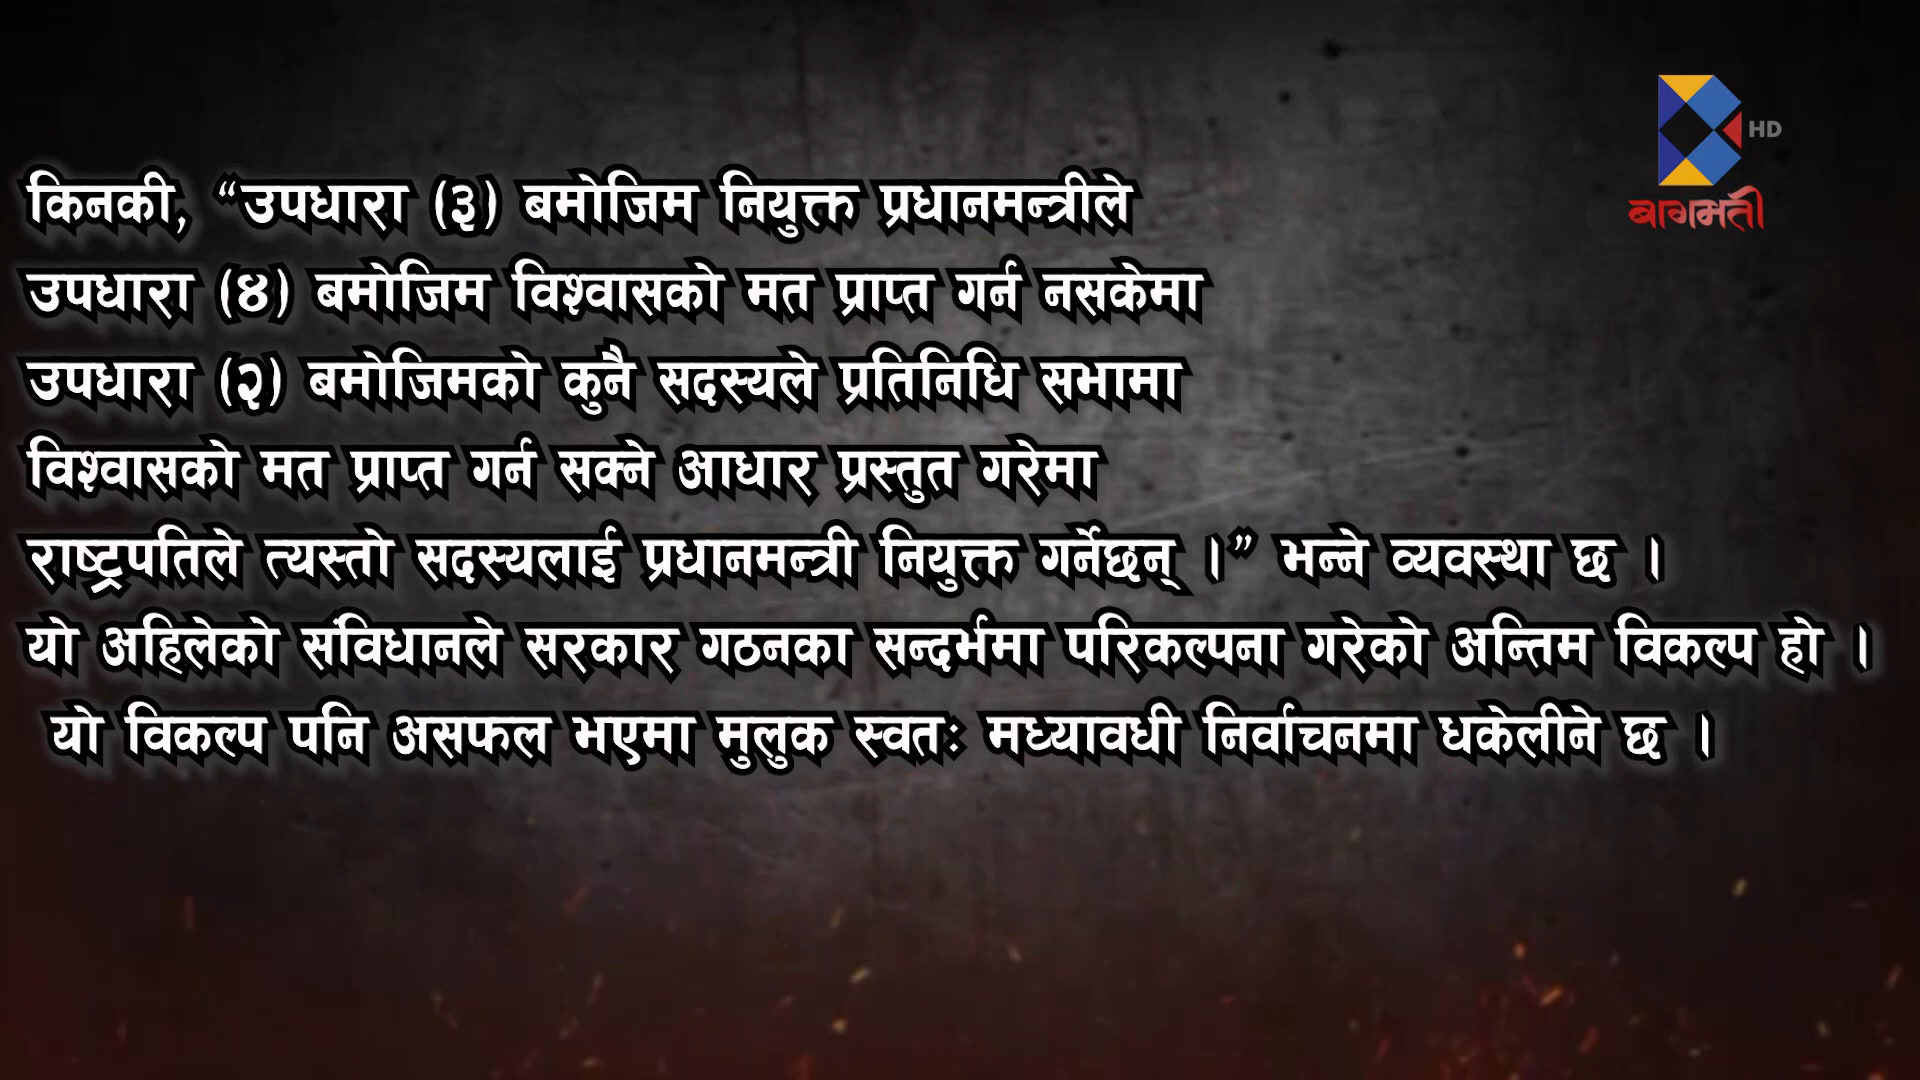 HD
बागमती
किनकी, “उपधारा (३) बमोजिम नियुक्त प्रधानमन्त्रीले
उपधारा (४) बमोजिम विश्वासको मत प्राप्त गर्न नसकेमा
उपधारा (२) बमोजिमको कुनै सदस्यले प्रतिनिधि सभामा
विश्वासको मत प्राप्त गर्न सक्ने आधार प्रस्तुत गरेमा
राष्ट्रपतिले त्यस्तो सदस्यलाई प्रधानमन्त्री नियुक्त गर्नेछन् ।” भन्ने व्यवस्था छ ।
यो अहिलेको संविधानले सरकार गठनका सन्दर्भमा परिकल्पना गरेको अन्तिम विकल्प हो ।
यो विकल्प पनि असफल भएमा मुलुक स्वतः मध्यावधी निर्वाचनमा धकेलीने छ ।